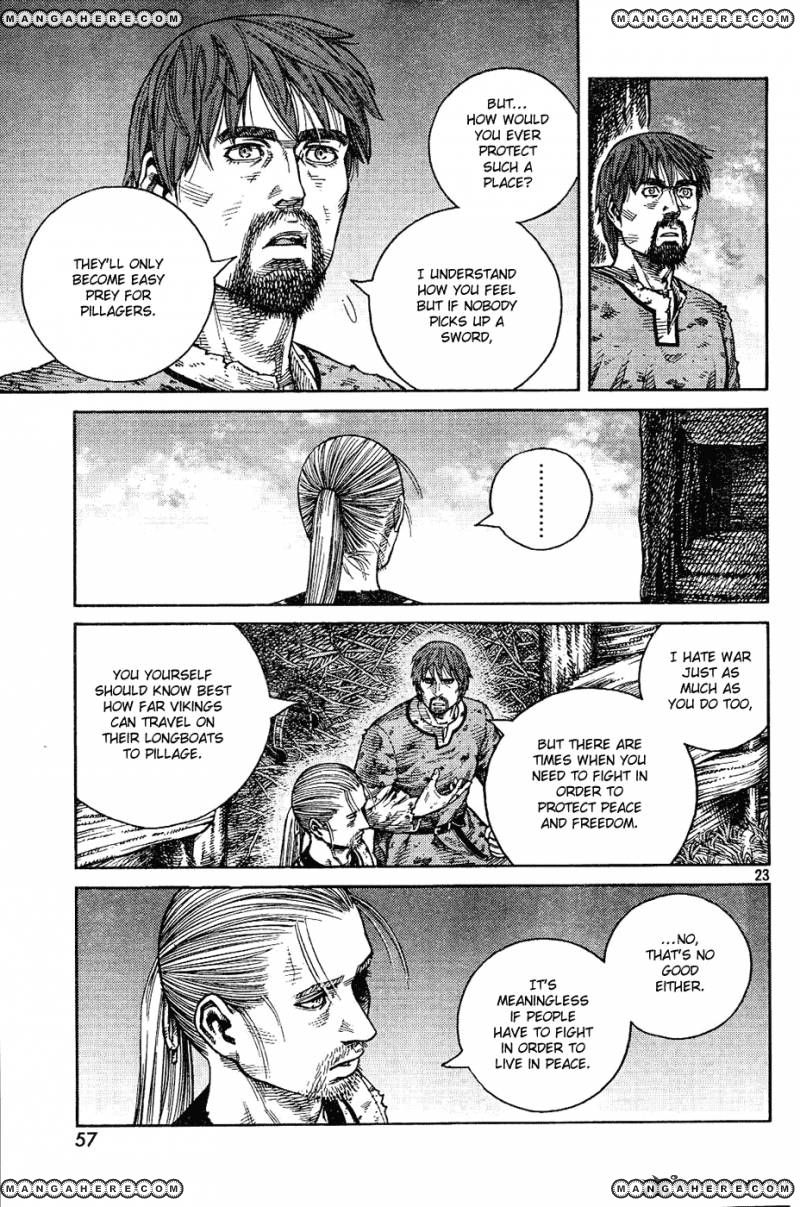 MANGAHERE.COM
MANGAHERE.COM
BUT...
HOW WOULD
YOU EVER
PROTECT
SUCH A
PLACE?
I UNDERSTAND
HOW YOU FEEL
BUT IF NOBODY
PICKS UP A
SWORD,
THEY'LL ONLY
BECOME EASY
PREY FOR
PILLAGERS.
I HATE WAR
JUST AS
MUCH AS
YOU DO TOO,
BUT THERE ARE
TIMES WHEN YOU
NEED TO FIGHT IN
ORDER TO
PROTECT PEACE
AND FREEDOM.
YOU YOURSELF
SHOULD KNOW BEST
HOW FAR VIKINGS
CAN TRAVEL ON
THEIR LONGBOATS
TO PILLAGE.
23
...NO,
THAT'S NO
GOOD
EITHER.
IT'S
MEANINGLESS
IF PEOPLE
HAVE TO FIGHT
IN ORDER TO
LIVE IN PEACE.
57
MANGAHERE.COM
MANGAHERE.COM